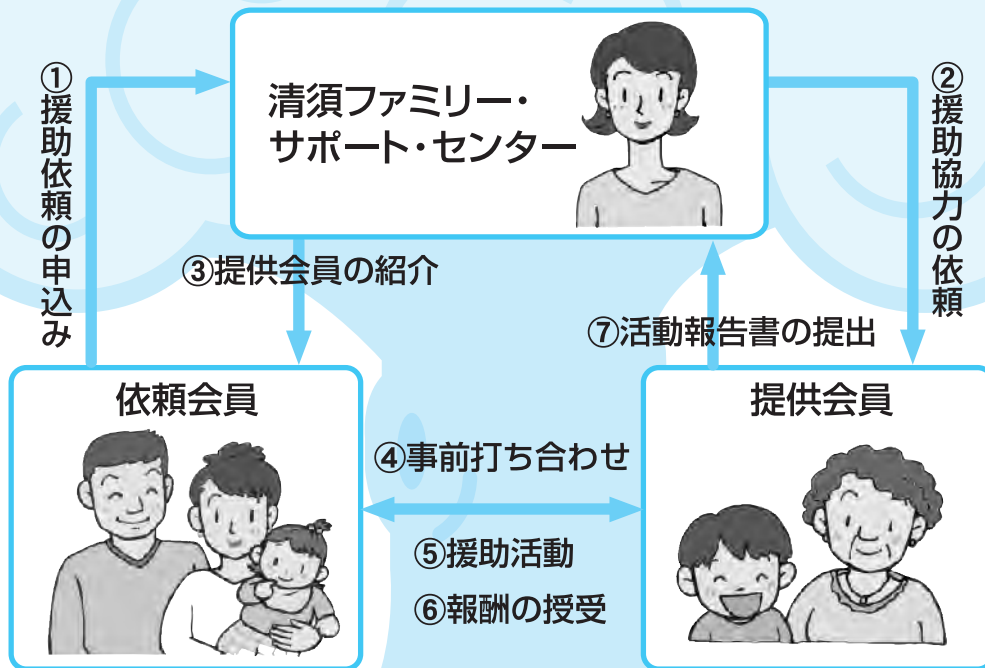 清須ファミリー・
サポート・センター
①援助依頼の申込み
②援助協力の依頼
③提供会員の紹介
⑦活動報告書の提出
依頼会員
提供会員
④事前打ち合わせ
⑤援助活動
⑥報酬の授受